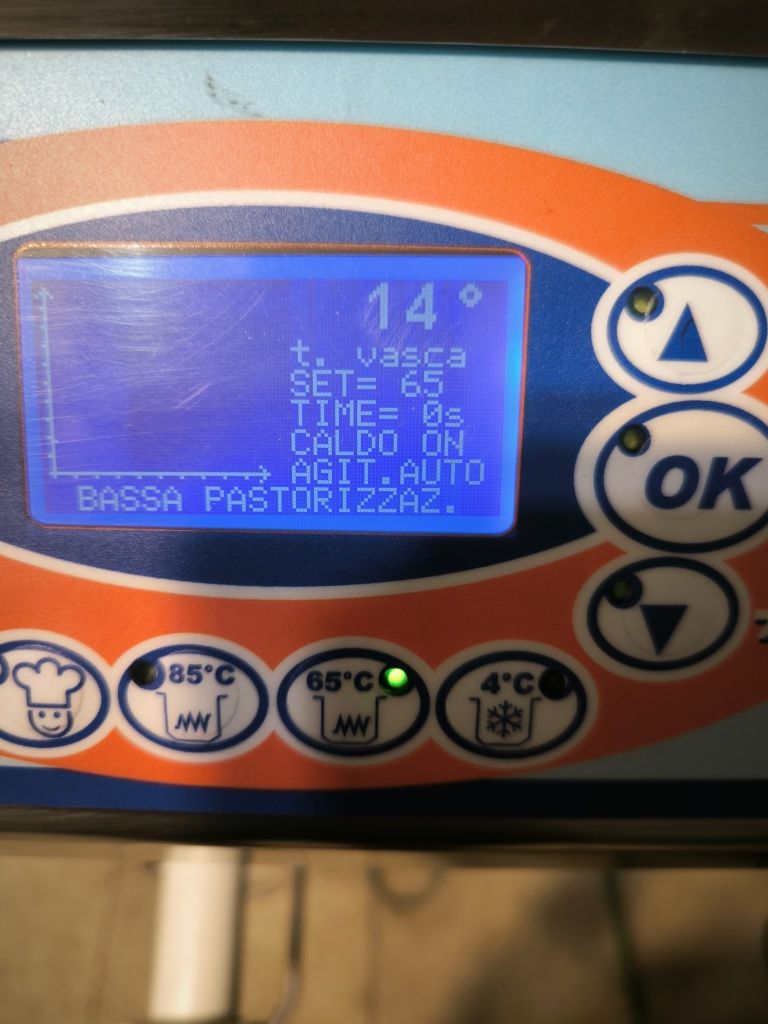 14°
t. vasca
SET= 65
TIME= 0s
CALDO ON
AGIT.AUTO
BASSA PASTORIZZAZ.
OK
85°C
65°C
4°C